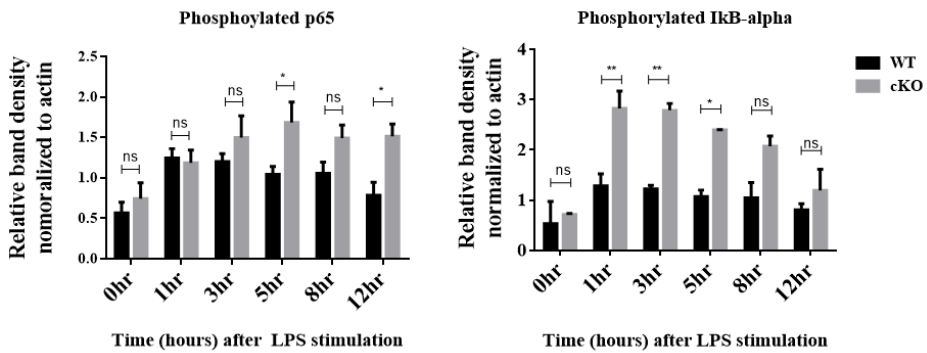 Phosphoylated p65
Relative band density
nomoralized to actin
2.5
2.0
1.5
1.0
0.5
0.0
ns
ns
ns
*
ns
*
0hr
1hr
3hr
5hr
8hr
12hr
Time (hours) after LPS stimulation
Phosphorylated IkB-alpha
Relative band density
normalized to actin
4
3
2
1
0
ns
**
**
*
ns
ns
0hr
1hr
3hr
5hr
8hr
12hr
Time (hours) after LPS stimulation
WT
cKO